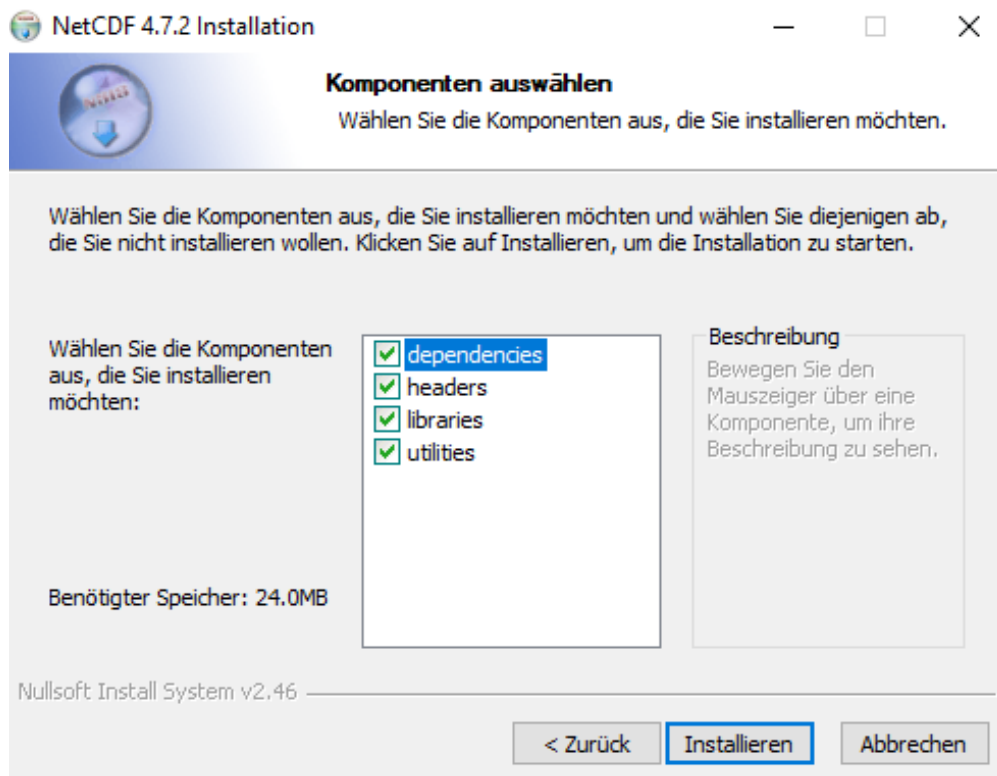 NetCDF 4.7.2 Installation
Komponenten auswählen
Wählen Sie die Komponenten aus, die Sie installieren möchten.
Wählen Sie die Komponenten aus, die Sie installieren möchten und wählen Sie diejenigen ab,
die Sie nicht installieren wollen. Klicken Sie auf Installieren, um die Installation zu starten.
Wählen Sie die Komponenten
aus, die Sie installieren
möchten:
dependencies
headers
libraries
utilities
Beschreibung
Bewegen Sie den
Mauszeiger über eine
Komponente, um ihre
Beschreibung zu sehen.
Benötigter Speicher: 24.0MB
Nullsoft Install System v2.46
< Zurück
Installieren
Abbrechen